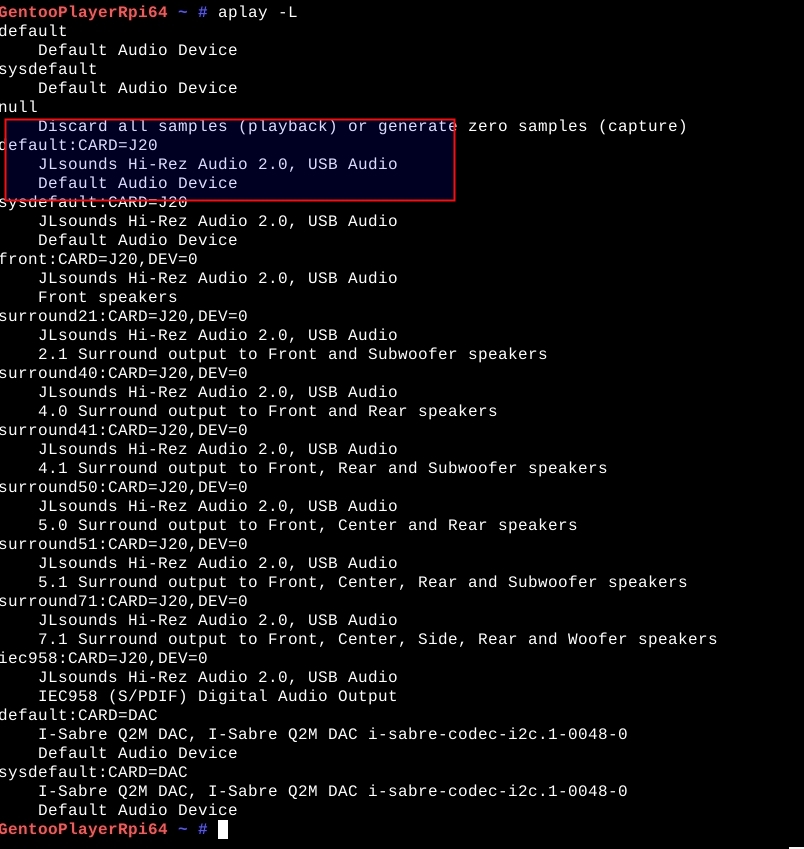 GentooPlayerRpi64 ~ # aplay -L
default
Default Audio Device
sysdefault
Default Audio Device
null
Discard all samples (playback) or generate zero samples (capture)
default:CARD=J20
JLsounds Hi-Rez Audio 2.0, USB Audio
Default Audio Device
sysdefault:CARD=J20
JLsounds Hi-Rez Audio 2.0, USB Audio
Default Audio Device
front:CARD=J20,DEV=0
JLsounds Hi-Rez Audio 2.0, USB Audio
Front speakers
surround21:CARD=J20,DEV=0
JLsounds Hi-Rez Audio 2.0, USB Audio
2.1 Surround output to Front and Subwoofer speakers
surround40:CARD=J20,DEV=0
JLsounds Hi-Rez Audio 2.0, USB Audio
4.0 Surround output to Front and Rear speakers
surround41:CARD=J20,DEV=0
JLsounds Hi-Rez Audio 2.0, USB Audio
4.1 Surround output to Front, Rear and Subwoofer speakers
surround50:CARD=J20,DEV=0
JLsounds Hi-Rez Audio 2.0, USB Audio
5.0 Surround output to Front, Center and Rear speakers
surround51:CARD=J20,DEV=0
JLsounds Hi-Rez Audio 2.0, USB Audio
5.1 Surround output to Front, Center, Rear and Subwoofer speakers
surround71:CARD=J20,DEV=0
JLsounds Hi-Rez Audio 2.0, USB Audio
7.1 Surround output to Front, Center, Side, Rear and Woofer speakers
iec958:CARD=J20,DEV=0
JLsounds Hi-Rez Audio 2.0, USB Audio
IEC958 (S/PDIF) Digital Audio Output
default:CARD=DAC
I-Sabre Q2M DAC, I-Sabre Q2M DAC i-sabre-codec-i2c.1-0048-0
Default Audio Device
sysdefault:CARD=DAC
I-Sabre Q2M DAC, I-Sabre Q2M DAC i-sabre-codec-i2c.1-0048-0
Default Audio Device
GentooPlayerRpi64 ~ #